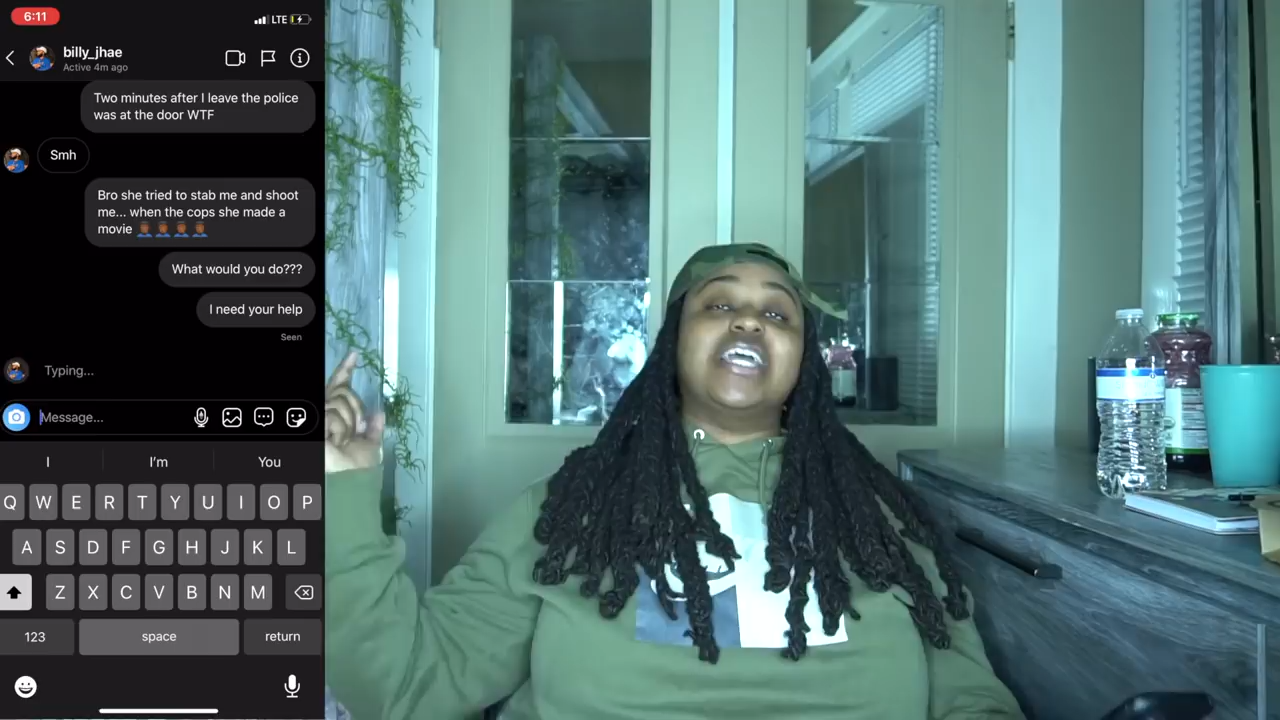 6:11
LTE
billy_jhae
Active 4m ago
Two minutes after I leave the police
was at the door WTF
Smh
Bro she tried to stab me and shoot
me... when the cops she made a
movie 🤦🏾‍♂️🤦🏾‍♂️🤦🏾‍♂️🤦🏾‍♂️
What would you do???
I need your help
Seen
Typing...
Message...
I I'm You
Q W E R T Y U I O P
A S D F G H J K L
Z X C V B N M
123 space return